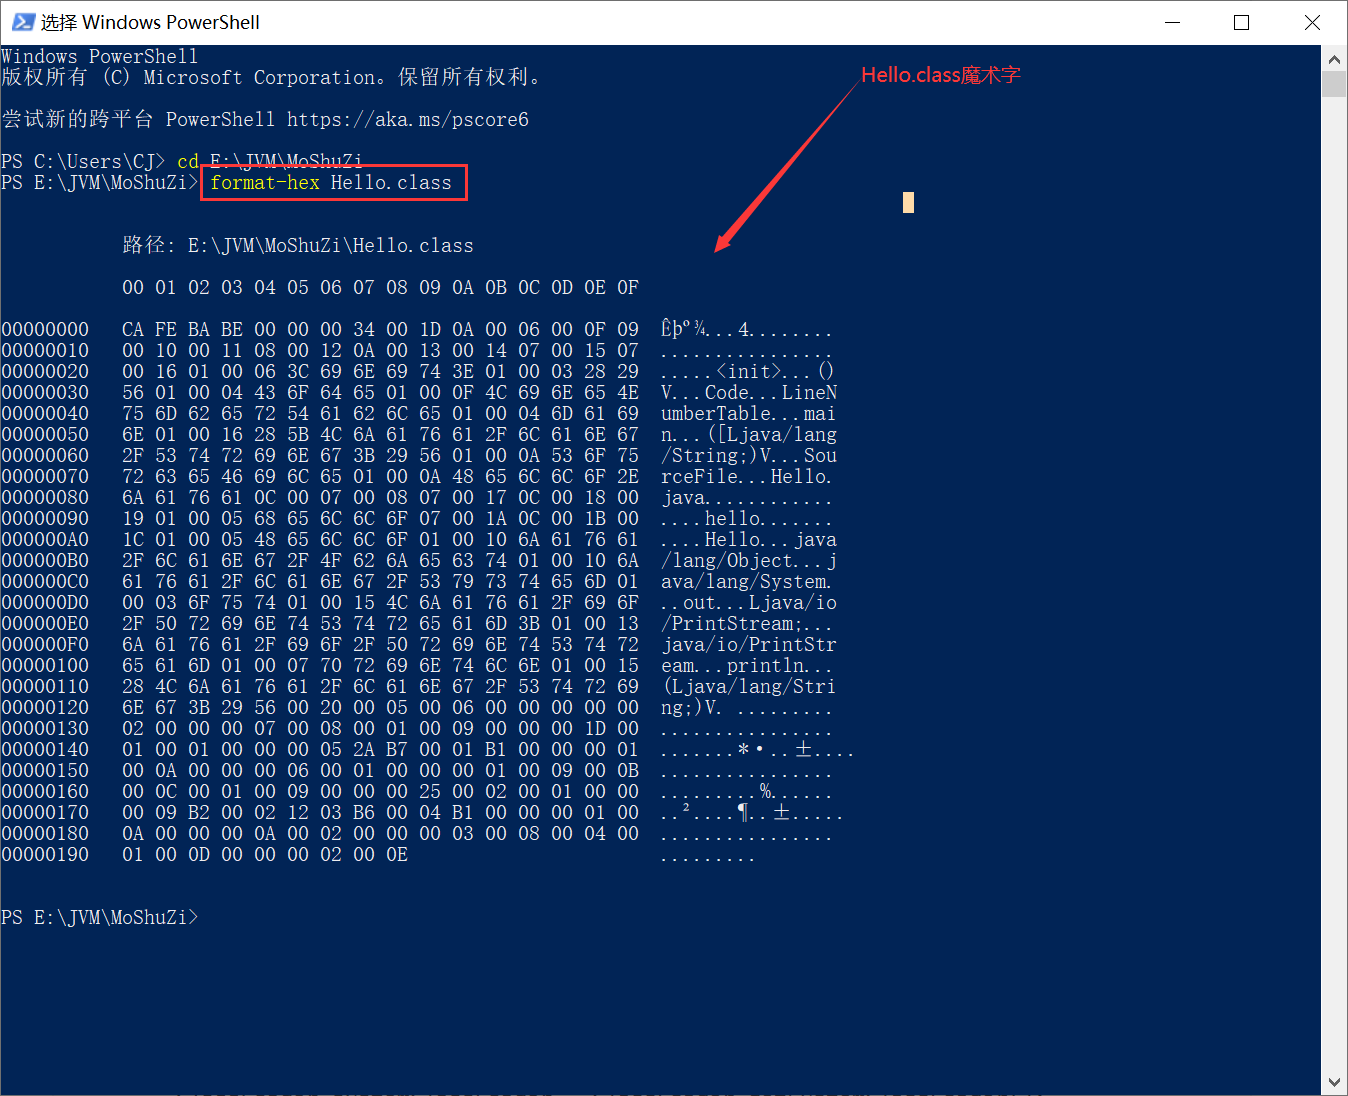 选择 Windows PowerShell
Windows PowerShell
版权所有 (C) Microsoft Corporation。保留所有权利。
Hello.class魔术字
尝试新的跨平台 PowerShell https://aka.ms/pscore6
PS C:\Users\CJ> cd E:\JVM\MoShuZi
PS E:\JVM\MoShuZi> format-hex Hello.class
路径: E:\JVM\MoShuZi\Hello.class
00 01 02 03 04 05 06 07 08 09 0A 0B 0C 0D 0E 0F
00000000 CA FE BA BE 00 00 00 34 00 1D 0A 00 06 00 0F 09 Êþº¾...4........
00000010 00 10 00 11 08 00 12 0A 00 13 00 14 07 00 15 07 ................
00000020 00 16 01 00 06 3C 69 6E 69 74 3E 01 00 03 28 29 .....<init>...()
00000030 56 01 00 04 43 6F 64 65 01 00 0F 4C 69 6E 65 4E V...Code...LineN
00000040 75 6D 62 65 72 54 61 62 6C 65 01 00 04 6D 61 69 umberTable...mai
00000050 6E 01 00 16 28 5B 4C 6A 61 76 61 2F 6C 61 6E 67 n...([Ljava/lang
00000060 2F 53 74 72 69 6E 67 3B 29 56 01 00 0A 53 6F 75 /String;)V...Sou
00000070 72 63 65 46 69 6C 65 01 00 0A 48 65 6C 6C 6F 2E rceFile...Hello.
00000080 6A 61 76 61 0C 00 07 00 08 07 00 17 0C 00 18 00 java............
00000090 19 01 00 05 68 65 6C 6C 6F 07 00 1A 0C 00 1B 00 ....hello.......
000000A0 1C 01 00 05 48 65 6C 6C 6F 01 00 10 6A 61 76 61 ....Hello...java
000000B0 2F 6C 61 6E 67 2F 4F 62 6A 65 63 74 01 00 10 6A /lang/Object...j
000000C0 61 76 61 2F 6C 61 6E 67 2F 53 79 73 74 65 6D 01 ava/lang/System.
000000D0 00 03 6F 75 74 01 00 15 4C 6A 61 76 61 2F 69 6F ..out...Ljava/io
000000E0 2F 50 72 69 6E 74 53 74 72 65 61 6D 3B 01 00 13 /PrintStream;...
000000F0 6A 61 76 61 2F 69 6F 2F 50 72 69 6E 74 53 74 72 java/io/PrintStr
00000100 65 61 6D 01 00 07 70 72 69 6E 74 6C 6E 01 00 15 eam...println...
00000110 28 4C 6A 61 76 61 2F 6C 61 6E 67 2F 53 74 72 69 (Ljava/lang/Stri
00000120 6E 67 3B 29 56 00 20 00 05 00 06 00 00 00 00 00 ng;)V. .........
00000130 02 00 00 00 07 00 08 00 01 00 09 00 00 00 1D 00 ................
00000140 01 00 01 00 00 00 05 2A B7 00 01 B1 00 00 00 01 .......*·..±....
00000150 00 0A 00 00 00 06 00 01 00 00 00 01 00 09 00 0B ................
00000160 00 0C 00 01 00 09 00 00 00 25 00 02 00 01 00 00 .........%......
00000170 00 09 B2 00 02 12 03 B6 00 04 B1 00 00 00 01 00 ..²....¶..±.....
00000180 0A 00 00 00 0A 00 02 00 00 00 03 00 08 00 04 00 ................
00000190 01 00 0D 00 00 00 02 00 0E .........
PS E:\JVM\MoShuZi>